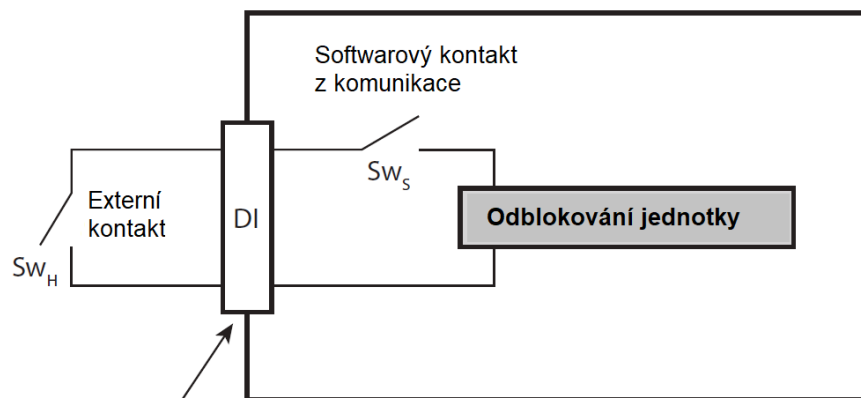 Softwarový kontakt
z komunikace
Sw_S
Externí
kontakt
DI
Odblokování jednotky
Sw_H